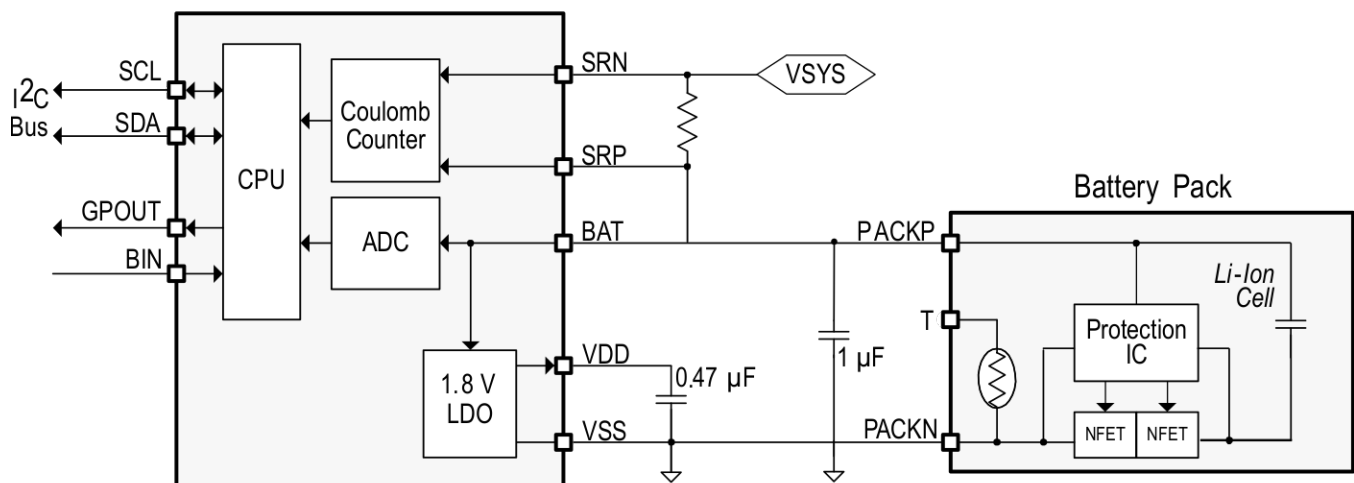 SCL
I2C
Bus
SDA
GPOUT
BIN
CPU
Coulomb
Counter
ADC
1.8 V
LDO
SRN
VSYS
SRP
BAT
VDD
0.47 µF
VSS
1 µF
Battery Pack
PACKP
T
PACKN
Li-Ion
Cell
Protection
IC
NFET
NFET